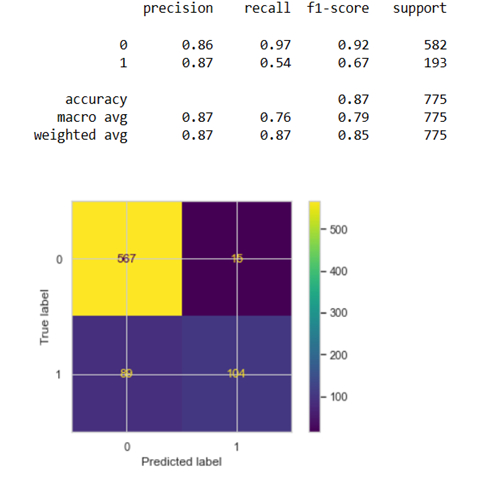 precision recall f1-score support
0 0.86 0.97 0.92 582
1 0.87 0.54 0.67 193
accuracy 0.87 775
macro avg 0.87 0.76 0.79 775
weighted avg 0.87 0.87 0.85 775
500
0 567 15
400
300
True label
200
1 89 104
100
0 1
Predicted label